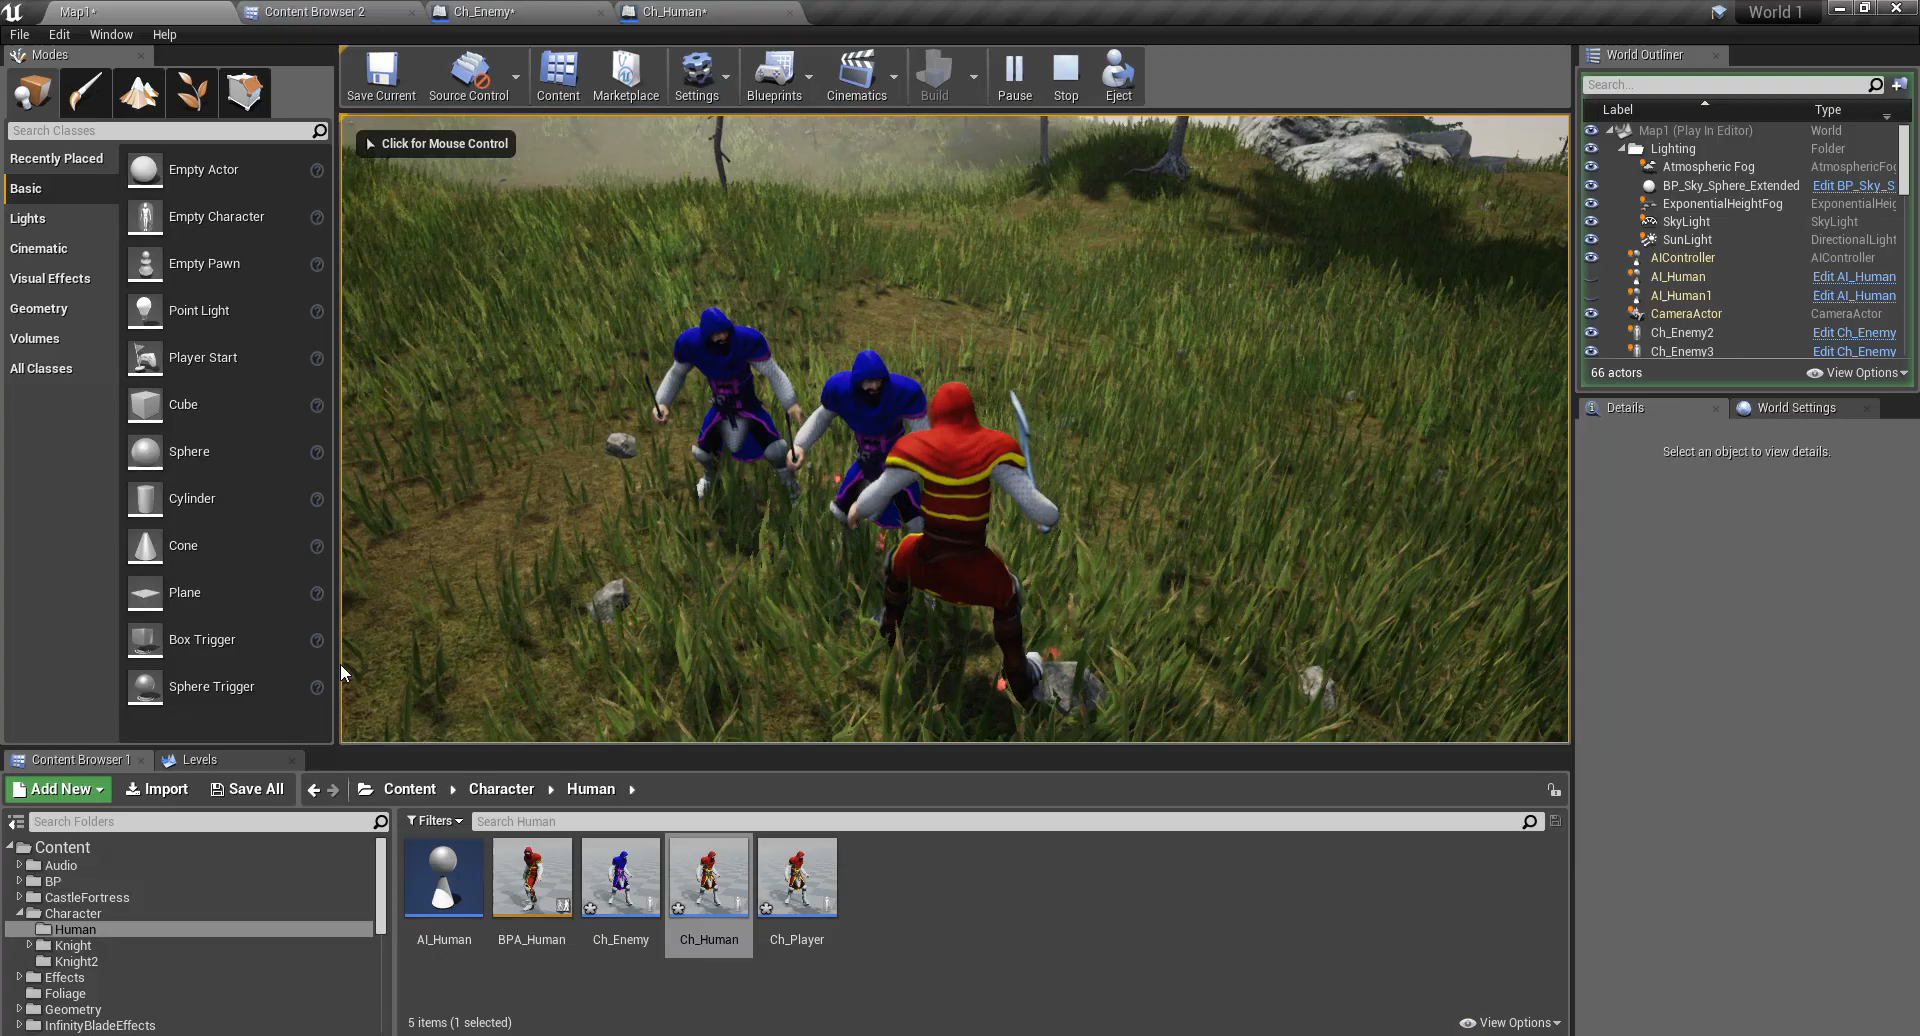 Map1* Content Browser 2 Ch_Enemy* Ch_Human* World 1
File Edit Window Help
Modes
Save Current Source Control Content Marketplace Settings Blueprints Cinematics Build Pause Stop Eject
World Outliner
Search Classes
Recently Placed
Basic
Lights
Cinematic
Visual Effects
Geometry
Volumes
All Classes
Empty Actor
Empty Character
Empty Pawn
Point Light
Player Start
Cube
Sphere
Cylinder
Cone
Plane
Box Trigger
Sphere Trigger
Click for Mouse Control
Search...
Label Type
Map1 (Play In Editor) World
Lighting Folder
Atmospheric Fog AtmosphericFog
BP_Sky_Sphere_Extended Edit BP_Sky_S
ExponentialHeightFog ExponentialHeig
SkyLight SkyLight
SunLight DirectionalLight
AIController AIController
AI_Human Edit AI_Human
AI_Human1 Edit AI_Human
CameraActor CameraActor
Ch_Enemy2 Edit Ch_Enemy
Ch_Enemy3 Edit Ch_Enemy
66 actors View Options
Details World Settings
Select an object to view details.
Content Browser 1 Levels
Add New Import Save All Content Character Human
Search Folders
Filters Search Human
Content
Audio
BP
CastleFortress
Character
Human
Knight
Knight2
Effects
Foliage
Geometry
InfinityBladeEffects
AI_Human BPA_Human Ch_Enemy Ch_Human Ch_Player
5 items (1 selected) View Options